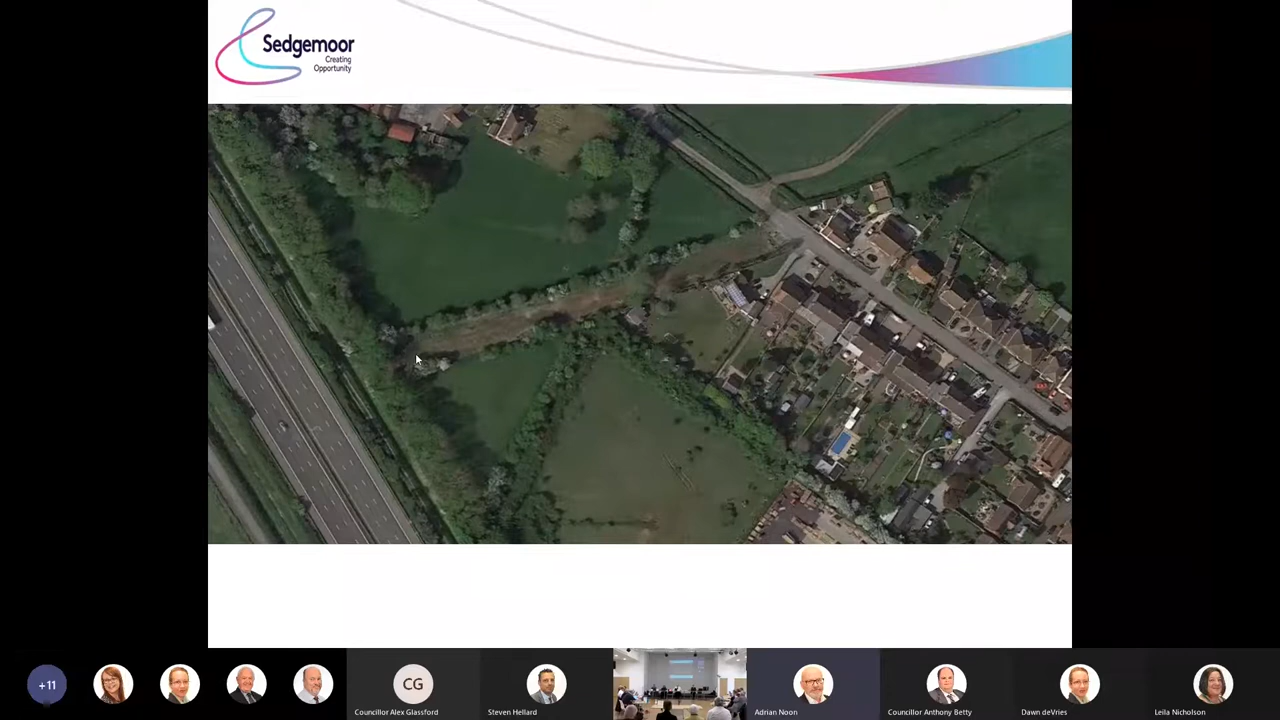 Sedgemoor
Creating
Opportunity
+11
CG
Councillor Alex Glassford
Steven Hellard
Adrian Noon
Councillor Anthony Betty
Dawn deVries
Leila Nicholson